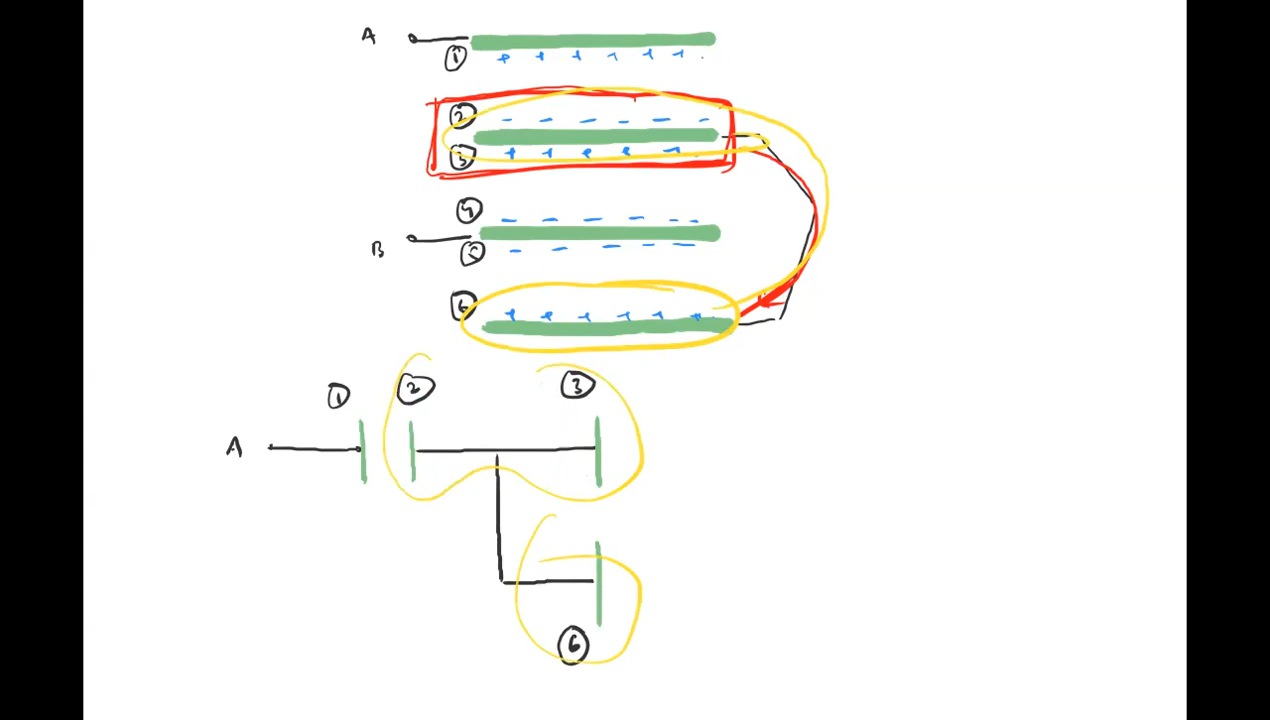 A
①
+ + + + + +
②
- - - - - -
③
+ + + + +
④
- - - - - -
B
⑤
- - - - -
⑥
+ + + + + +
①
②
③
A
⑥